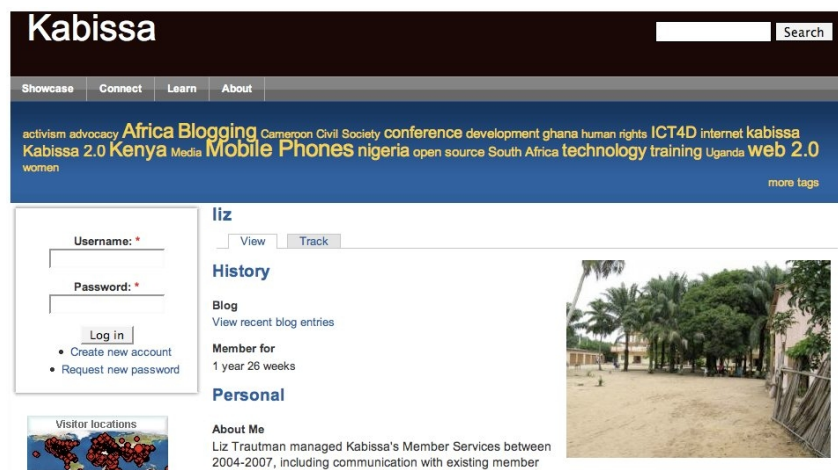 Kabissa
Search
Showcase Connect Learn About
activism advocacy Africa Blogging Cameroon Civil Society conference development ghana human rights ICT4D internet kabissa
Kabissa 2.0 Kenya Media Mobile Phones nigeria open source South Africa technology training Uganda web 2.0
women
more tags
Username: *
Password: *
Log in
Create new account
Request new password
Visitor locations
liz
View Track
History
Blog
View recent blog entries
Member for
1 year 26 weeks
Personal
About Me
Liz Trautman managed Kabissa's Member Services between
2004-2007, including communication with existing member